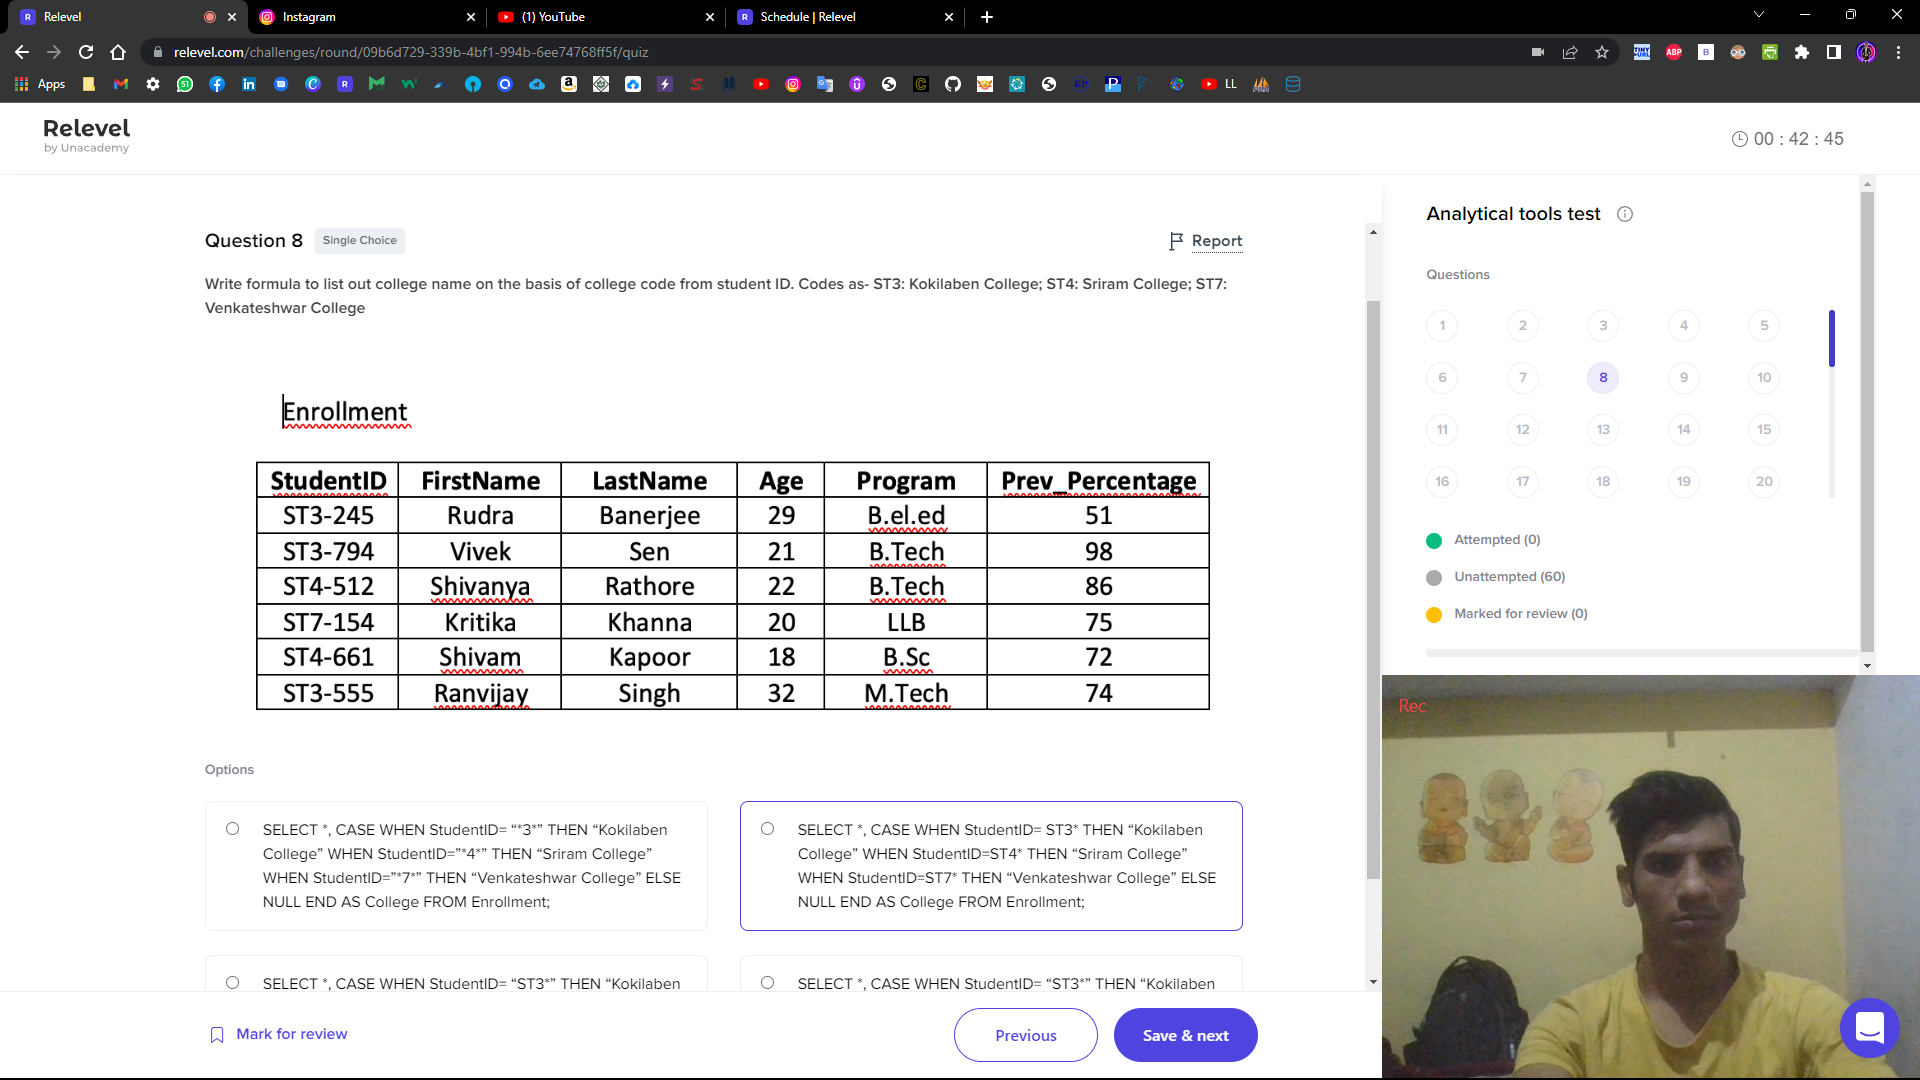 Relevel
Instagram
(1) YouTube
Schedule | Relevel
relevel.com/challenges/round/09b6d729-339b-4bf1-994b-6ee74768ff5f/quiz
Apps
LL
Relevel
by Unacademy
00 : 42 : 45
Question 8
Single Choice
Report
Write formula to list out college name on the basis of college code from student ID. Codes as- ST3: Kokilaben College; ST4: Sriram College; ST7:
Venkateshwar College
Enrollment
StudentID FirstName LastName Age Program Prev_Percentage
ST3-245 Rudra Banerjee 29 B.el.ed 51
ST3-794 Vivek Sen 21 B.Tech 98
ST4-512 Shivanya Rathore 22 B.Tech 86
ST7-154 Kritika Khanna 20 LLB 75
ST4-661 Shivam Kapoor 18 B.Sc 72
ST3-555 Ranvijay Singh 32 M.Tech 74
Options
SELECT *, CASE WHEN StudentID= “*3*” THEN “Kokilaben
College” WHEN StudentID=”*4*” THEN “Sriram College”
WHEN StudentID=”*7*” THEN “Venkateshwar College” ELSE
NULL END AS College FROM Enrollment;
SELECT *, CASE WHEN StudentID= ST3* THEN “Kokilaben
College” WHEN StudentID=ST4* THEN “Sriram College”
WHEN StudentID=ST7* THEN “Venkateshwar College” ELSE
NULL END AS College FROM Enrollment;
SELECT *, CASE WHEN StudentID= “ST3*” THEN “Kokilaben
SELECT *, CASE WHEN StudentID= “ST3*” THEN “Kokilaben
Mark for review
Previous
Save & next
Analytical tools test
Questions
1 2 3 4 5
6 7 8 9 10
11 12 13 14 15
16 17 18 19 20
Attempted (0)
Unattempted (60)
Marked for review (0)
Rec